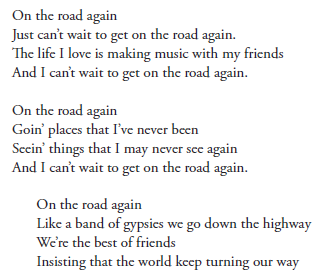 On the road again
Just can’t wait to get on the road again.
The life I love is making music with my friends
And I can’t wait to get on the road again.

On the road again
Goin’ places that I’ve never been
Seein’ things that I may never see again
And I can’t wait to get on the road again.

On the road again
Like a band of gypsies we go down the highway
We’re the best of friends
Insisting that the world keep turning our way